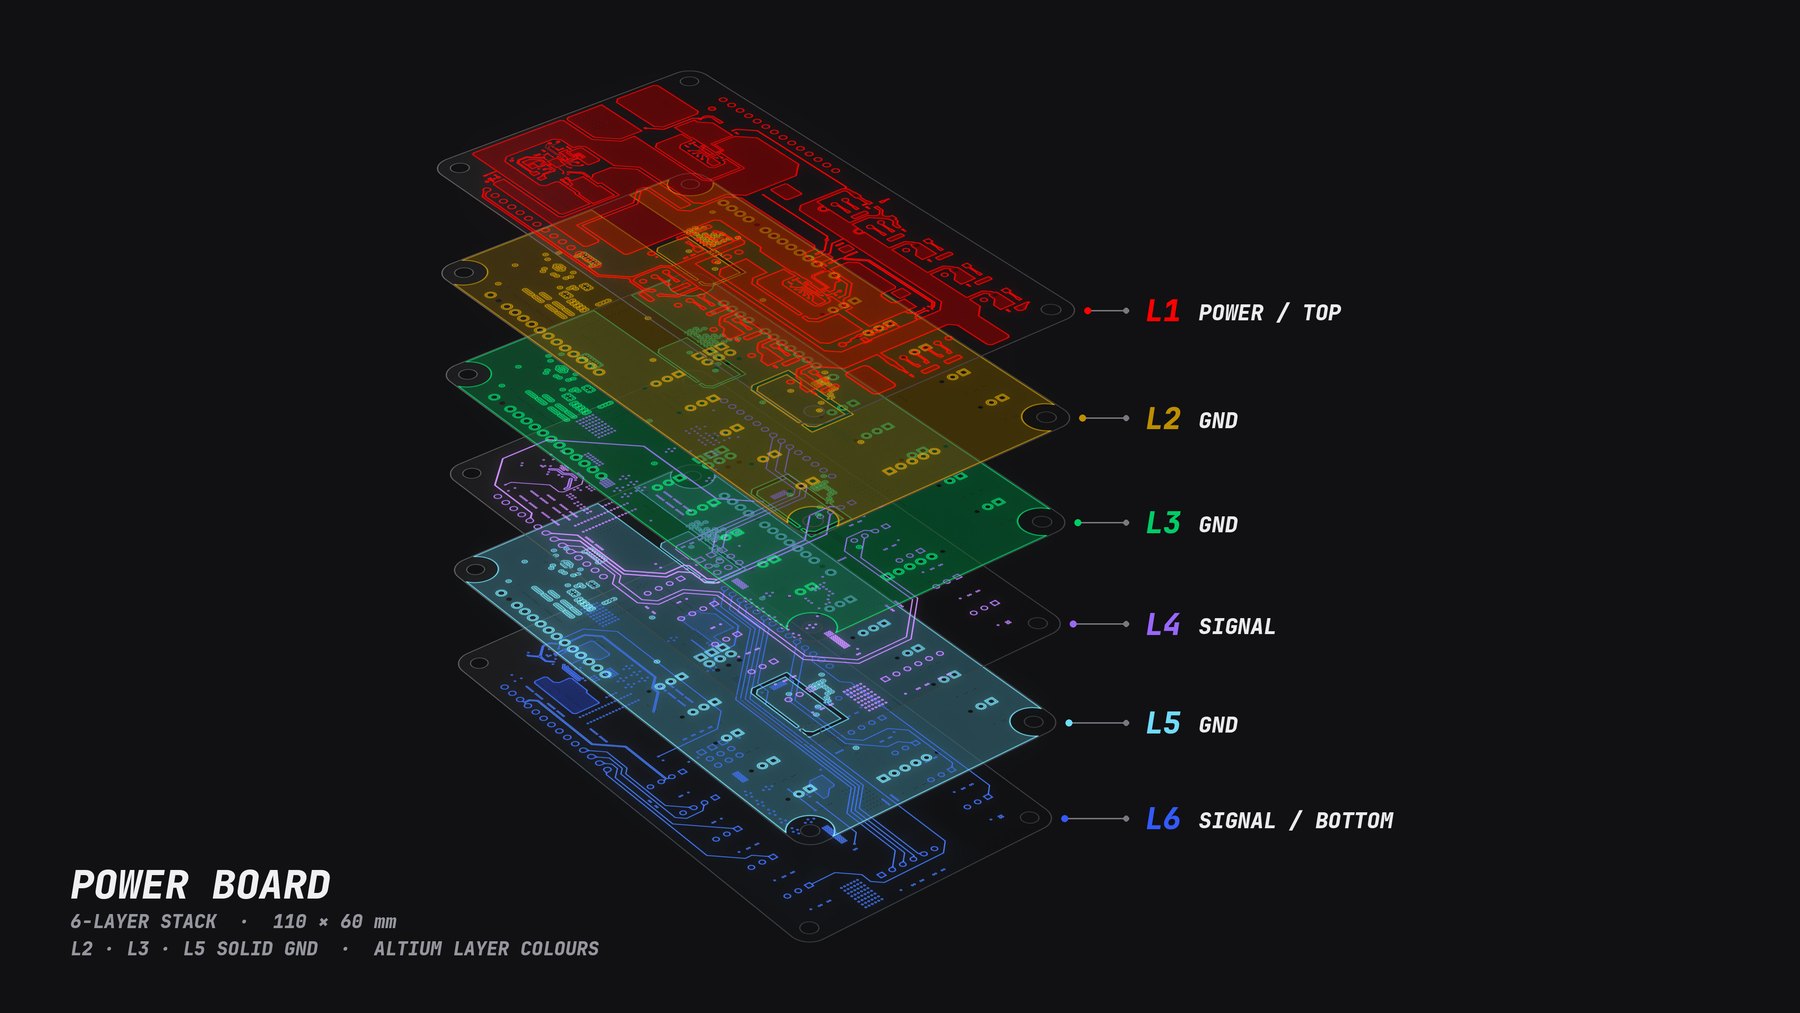 L1 POWER / TOP
L2 GND
L3 GND
L4 SIGNAL
L5 GND
L6 SIGNAL / BOTTOM
POWER BOARD
6-LAYER STACK · 110 × 60 mm
L2 · L3 · L5 SOLID GND · ALTIUM LAYER COLOURS